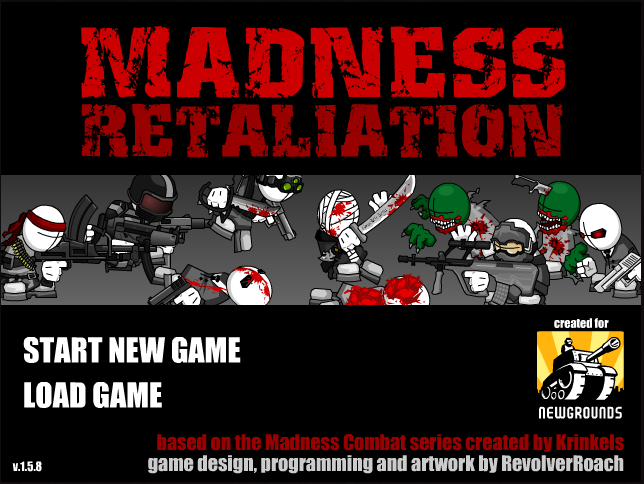 MADNESS
RETALIATION
START NEW GAME
LOAD GAME
created for
NEWGROUNDS
based on the Madness Combat series created by Krinkels
v.1.5.8
game design, programming and artwork by RevolverRoach